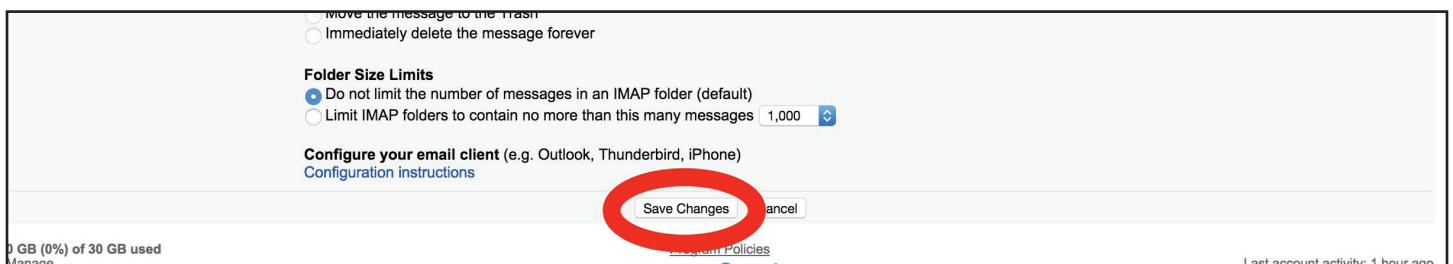 Move the message to the Trash
Immediately delete the message forever
Folder Size Limits
Do not limit the number of messages in an IMAP folder (default)
Limit IMAP folders to contain no more than this many messages 1,000
Configure your email client (e.g. Outlook, Thunderbird, iPhone)
Configuration instructions
Save Changes ancel
0 GB (0%) of 30 GB used
Program Policies
Manage
Last account activity: 1 hour ago